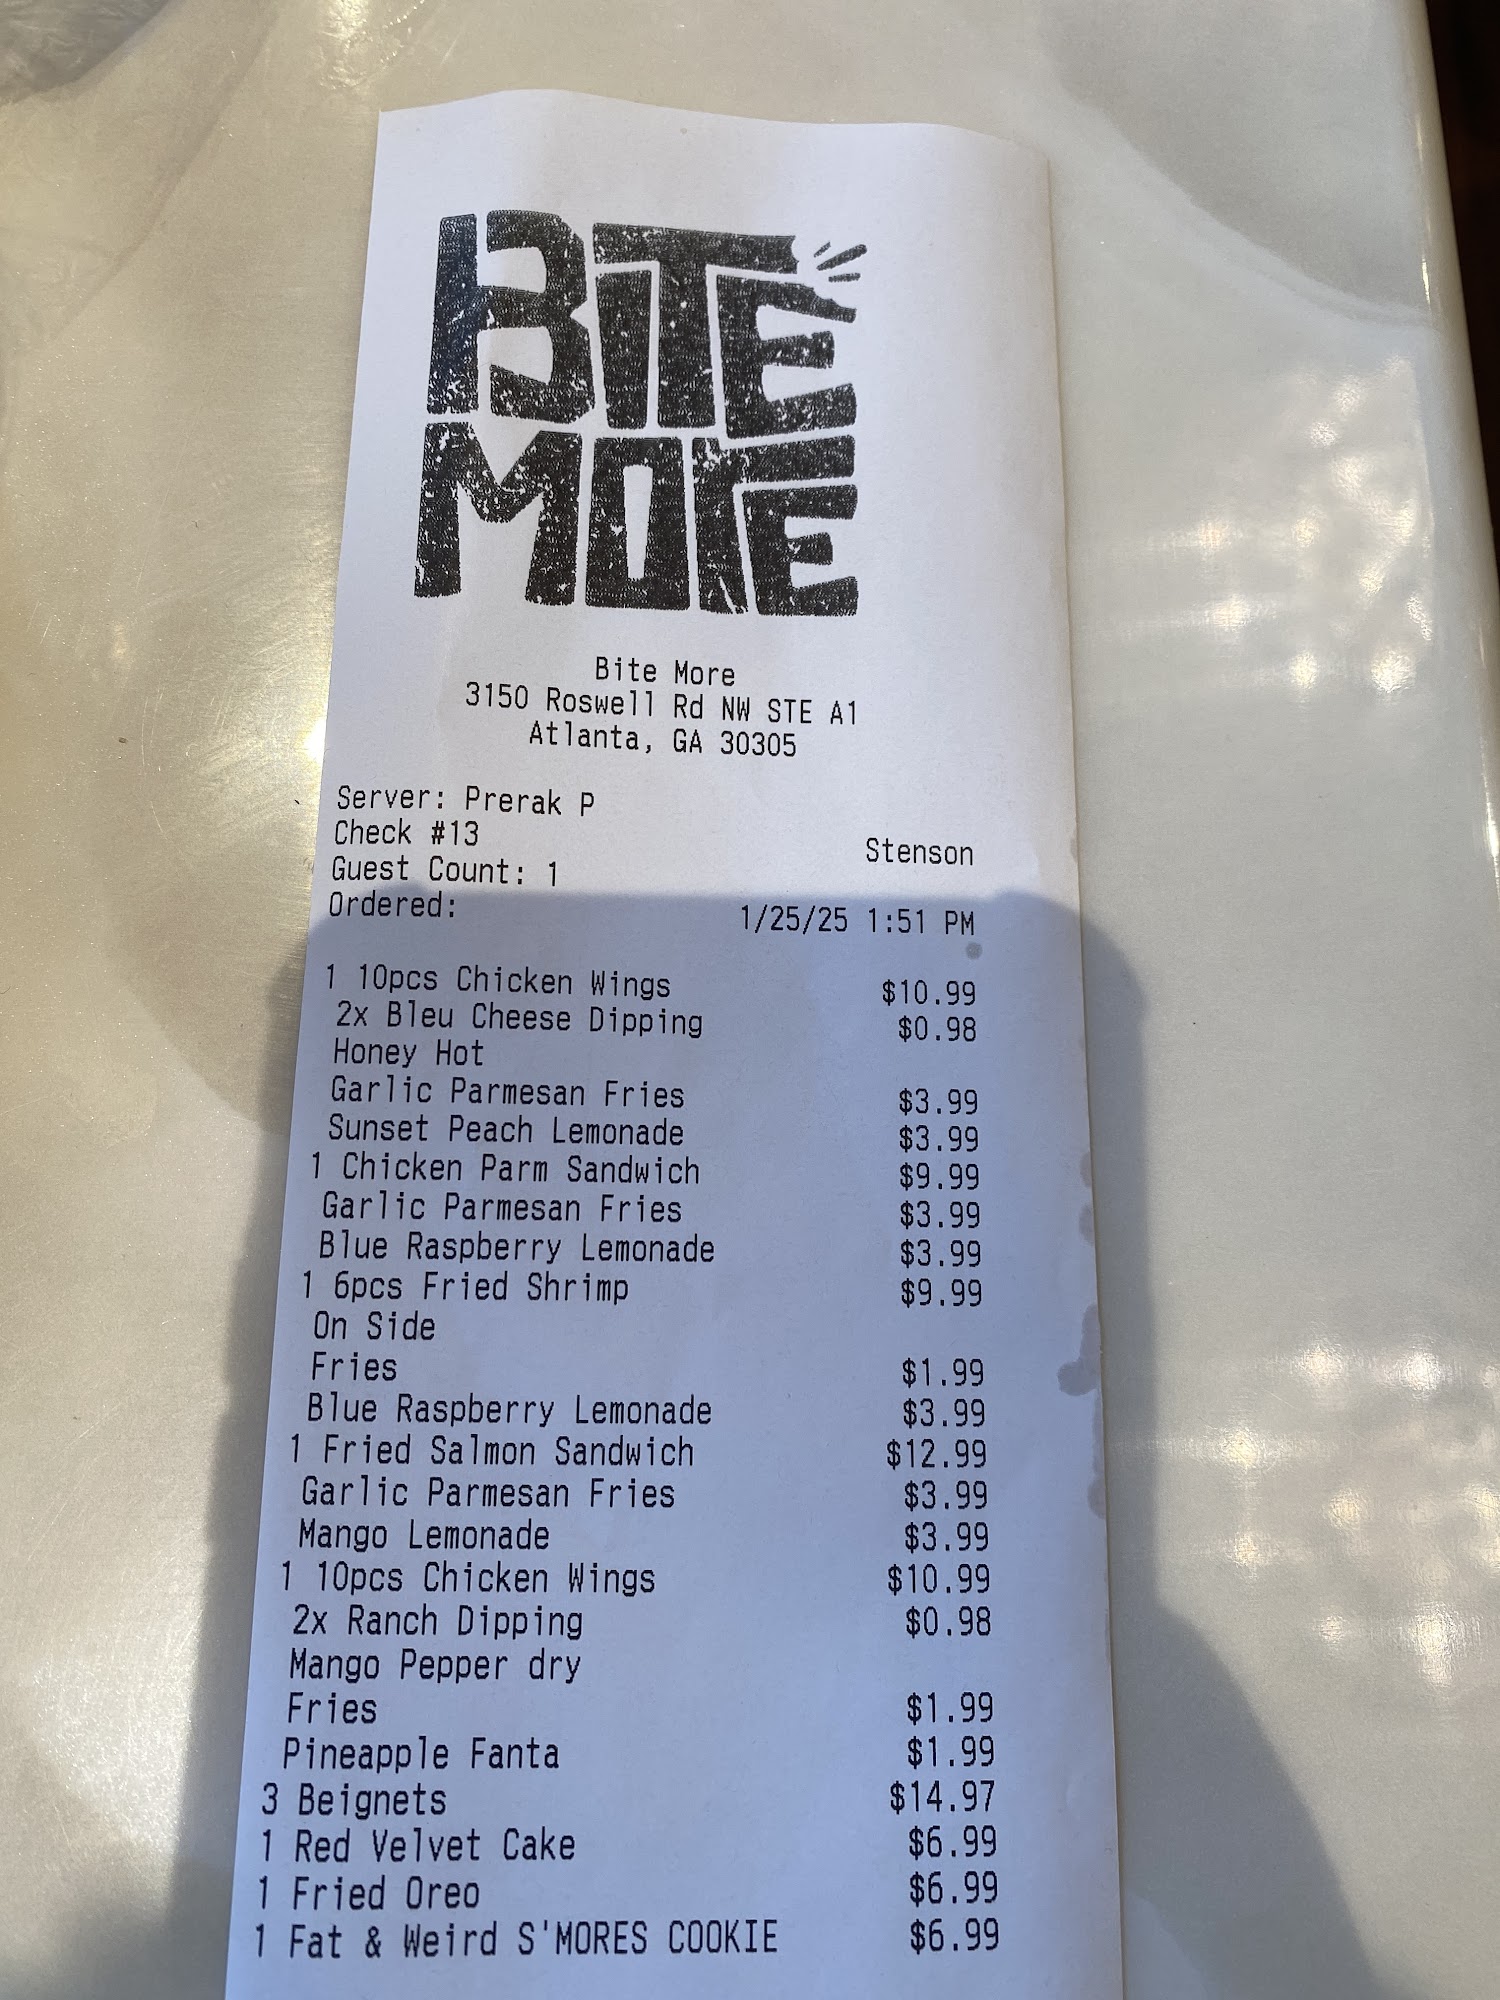 BITE
MORE
Bite More
3150 Roswell Rd NW STE A1
Atlanta, GA 30305
Server: Prerak P
Check #13 Stenson
Guest Count: 1
Ordered: 1/25/25 1:51 PM
1 10pcs Chicken Wings $10.99
2x Bleu Cheese Dipping $0.98
Honey Hot
Garlic Parmesan Fries $3.99
Sunset Peach Lemonade $3.99
1 Chicken Parm Sandwich $9.99
Garlic Parmesan Fries $3.99
Blue Raspberry Lemonade $3.99
1 6pcs Fried Shrimp $9.99
On Side
Fries $1.99
Blue Raspberry Lemonade $3.99
1 Fried Salmon Sandwich $12.99
Garlic Parmesan Fries $3.99
Mango Lemonade $3.99
1 10pcs Chicken Wings $10.99
2x Ranch Dipping $0.98
Mango Pepper dry
Fries $1.99
Pineapple Fanta $1.99
3 Beignets $14.97
1 Red Velvet Cake $6.99
1 Fried Oreo $6.99
1 Fat & Weird S'MORES COOKIE $6.99